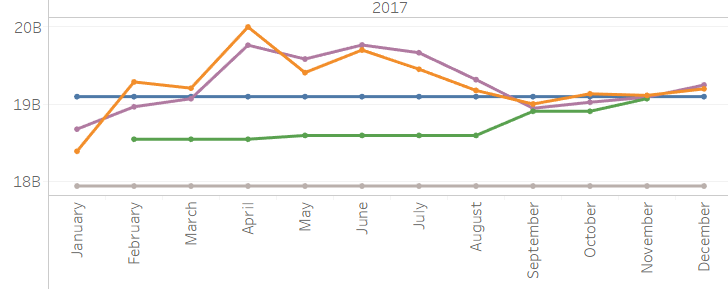 2017
20B
19B
18B
January
February
March
April
May
June
July
August
September
October
November
December